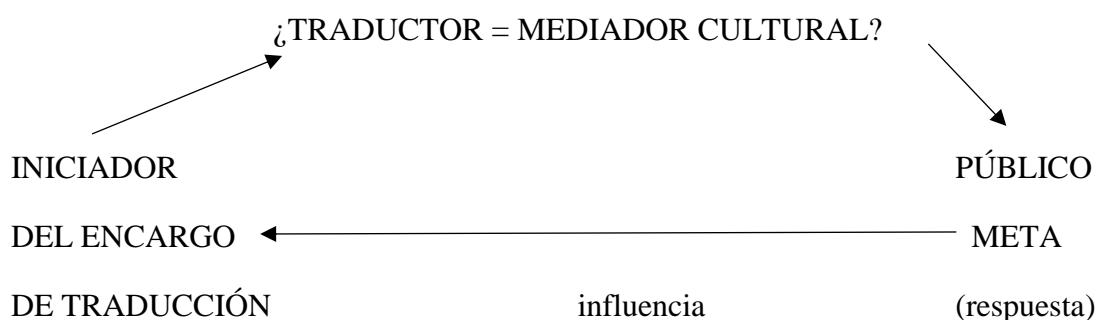 ¿TRADUCTOR = MEDIADOR CULTURAL?
INICIADOR PÚBLICO
DEL ENCARGO META
DE TRADUCCIÓN influencia (respuesta)